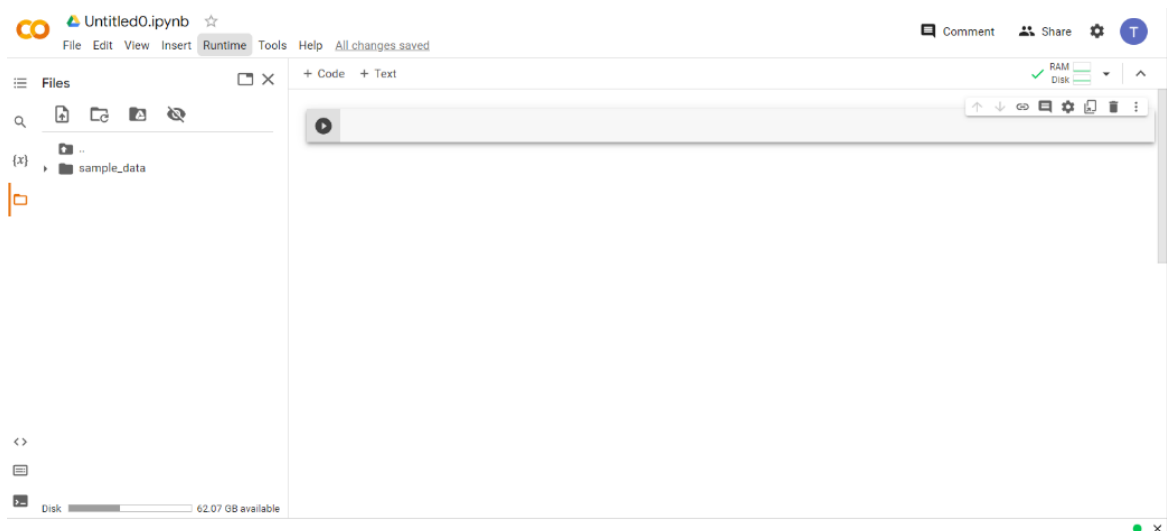 CO Untitled0.ipynb
File Edit View Insert Runtime Tools Help All changes saved
Comment Share T
Files
+ Code + Text
RAM
Disk
..
{x}
sample_data
Disk 62.07 GB available